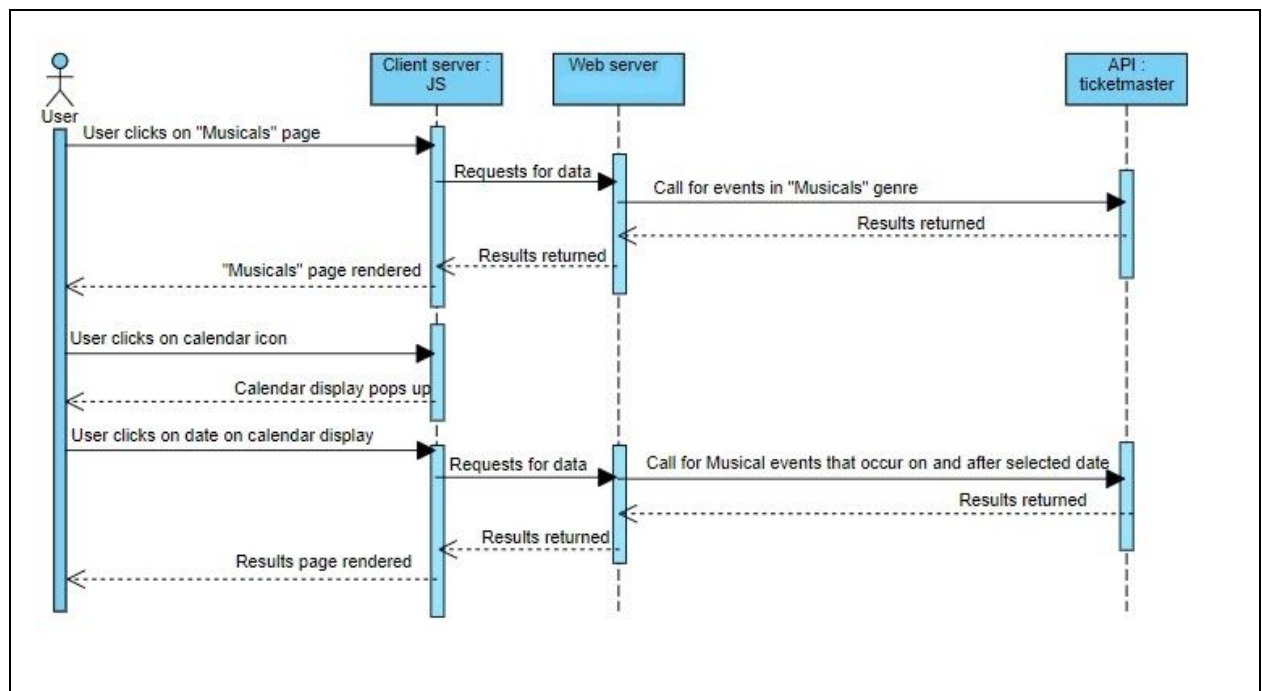 Client server :
JS
Web server
API :
ticketmaster
User
User clicks on "Musicals" page
Requests for data
Call for events in "Musicals" genre
Results returned
Results returned
"Musicals" page rendered
User clicks on calendar icon
Calendar display pops up
User clicks on date on calendar display
Requests for data
Call for Musical events that occur on and after selected date
Results returned
Results returned
Results page rendered